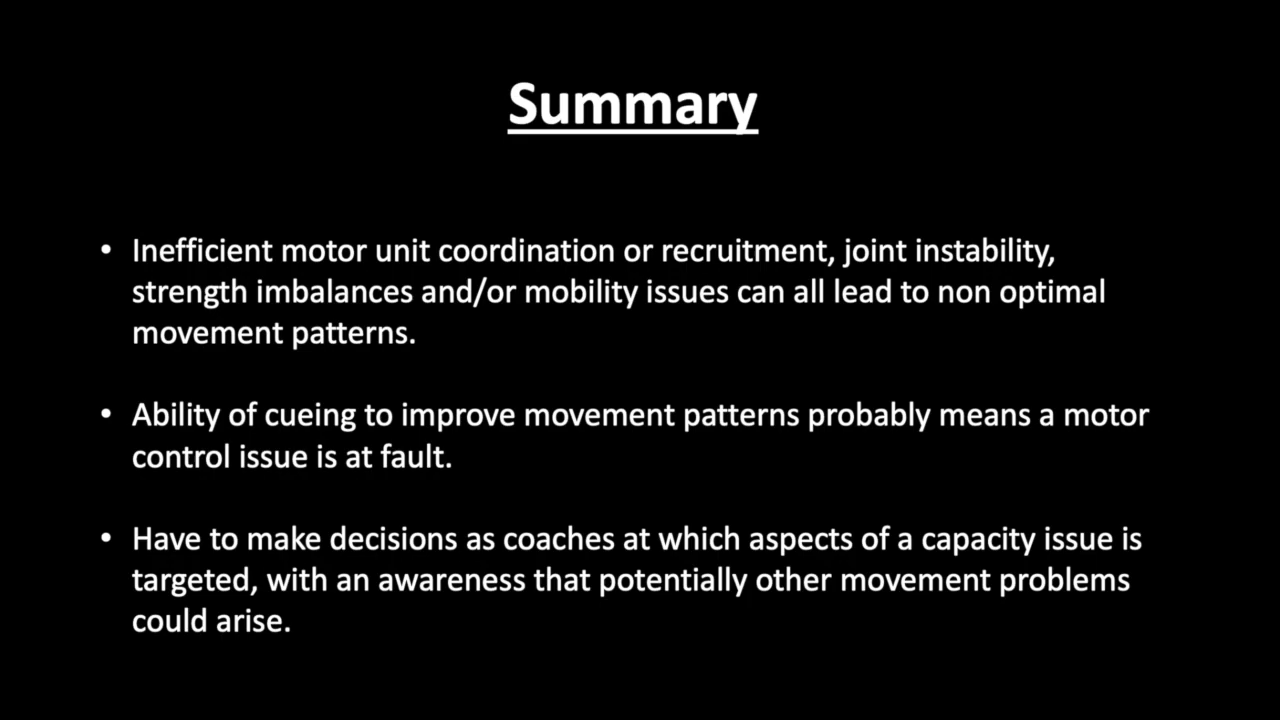 Summary
• Inefficient motor unit coordination or recruitment, joint instability,
strength imbalances and/or mobility issues can all lead to non optimal
movement patterns.
• Ability of cueing to improve movement patterns probably means a motor
control issue is at fault.
• Have to make decisions as coaches at which aspects of a capacity issue is
targeted, with an awareness that potentially other movement problems
could arise.